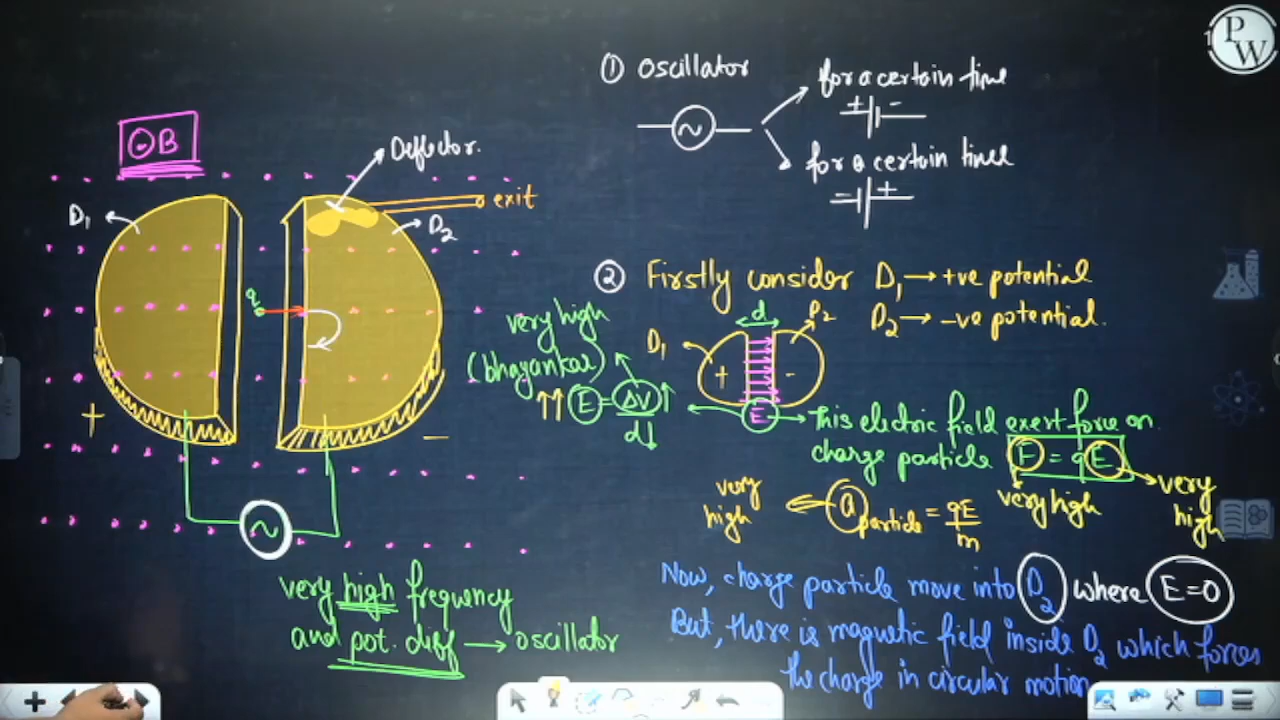 PW
① Oscillator
for a certain time
+ -
for a certain time
- +
⊙B
Deflector.
exit
D₁
D₂
q
+
-
very high frequency
and pot. diff → oscillator
② Firstly consider D₁ → +ve potential
D₂ → -ve potential.
d
D₁
D₂
+ -
E
very high
(bhayankar)
↑↑ E = ΔV↑
d↓
→ This electric field exert force on
charge particle F = qE
very high
very high
very high
a particle = qE
m
Now, charge particle move into D₂ where E=0
But, there is magnetic field inside D₂ which forces
the charge in circular motion